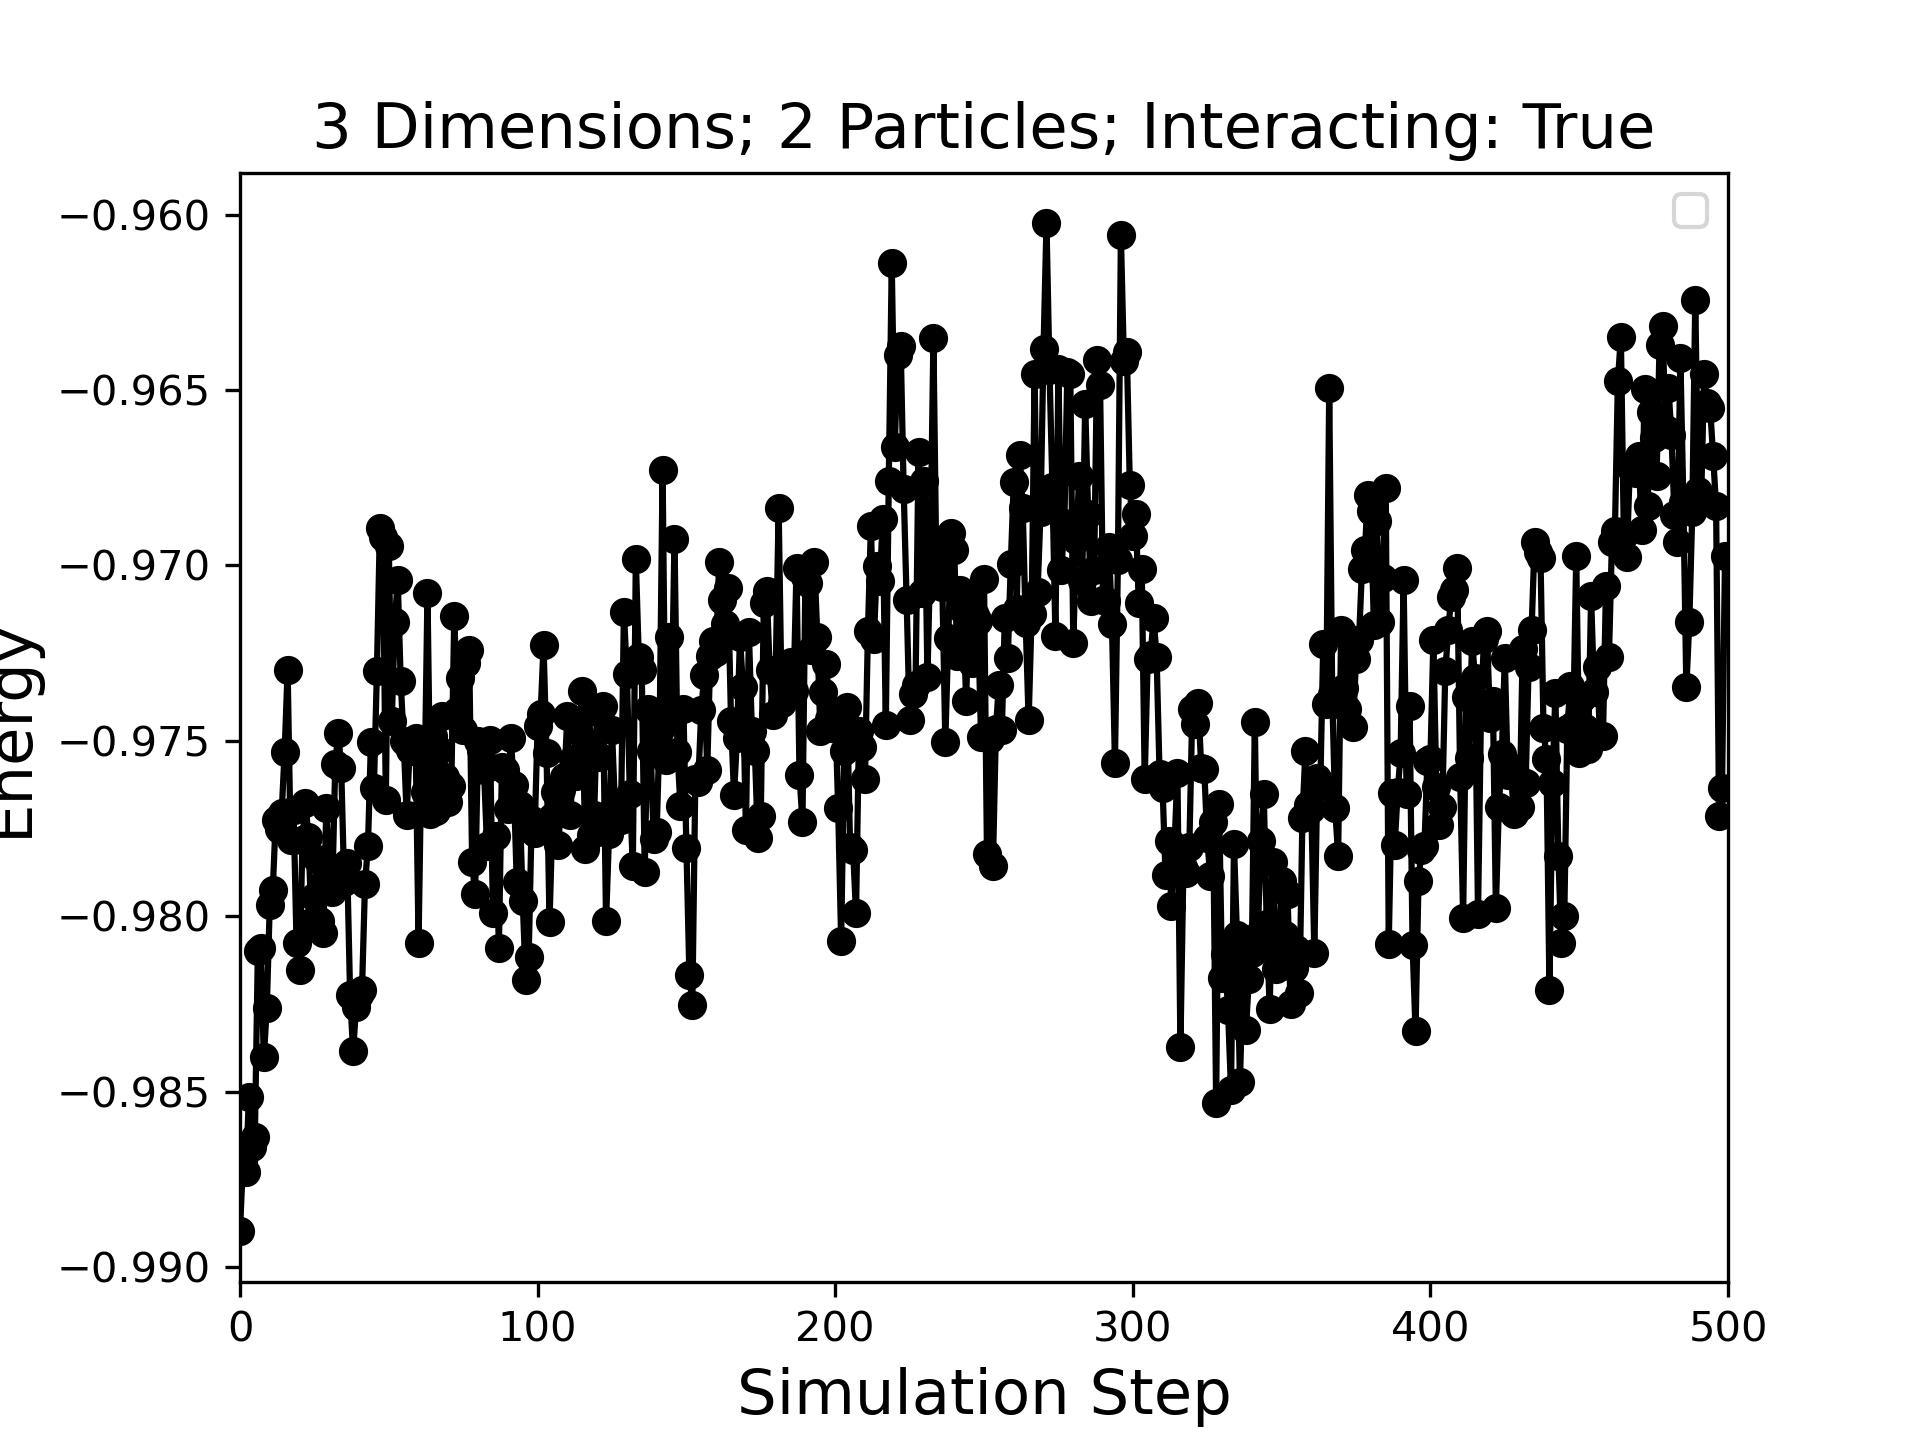 3 Dimensions; 2 Particles; Interacting: True
−0.960
−0.965
−0.970
−0.975
−0.980
−0.985
−0.990
Energy
0 100 200 300 400 500
Simulation Step